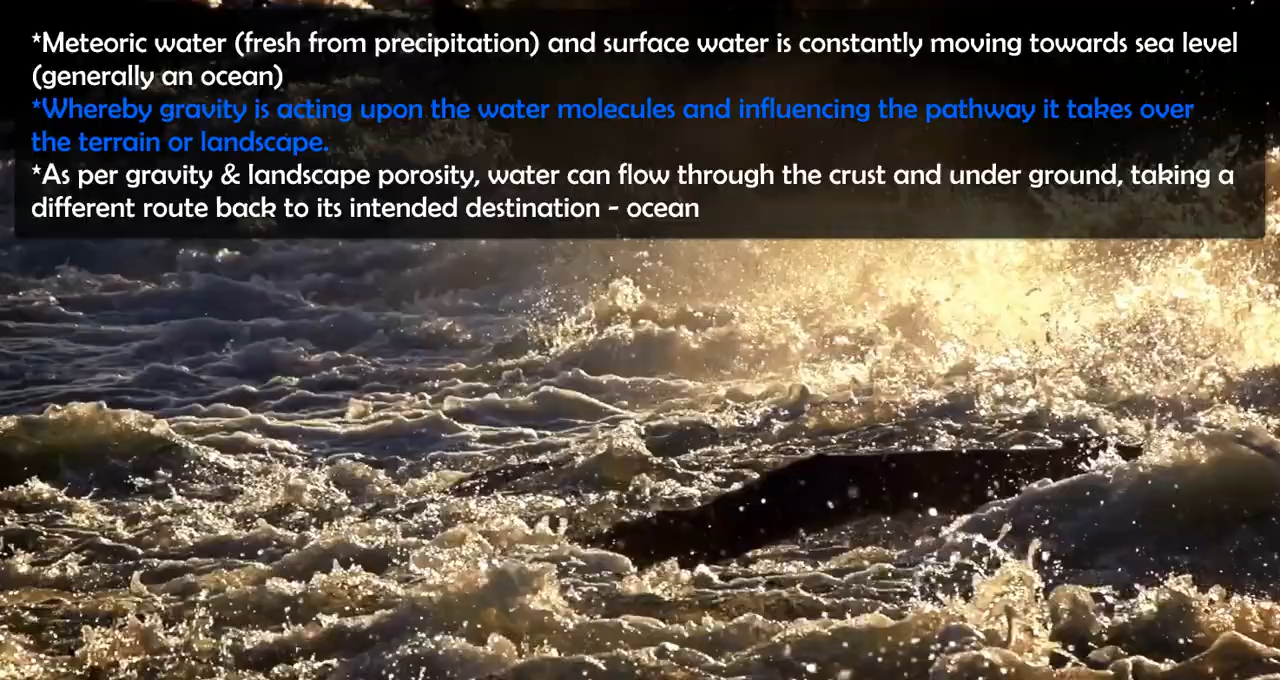 *Meteoric water (fresh from precipitation) and surface water is constantly moving towards sea level
(generally an ocean)
*Whereby gravity is acting upon the water molecules and influencing the pathway it takes over
the terrain or landscape.
*As per gravity & landscape porosity, water can flow through the crust and under ground, taking a
different route back to its intended destination - ocean